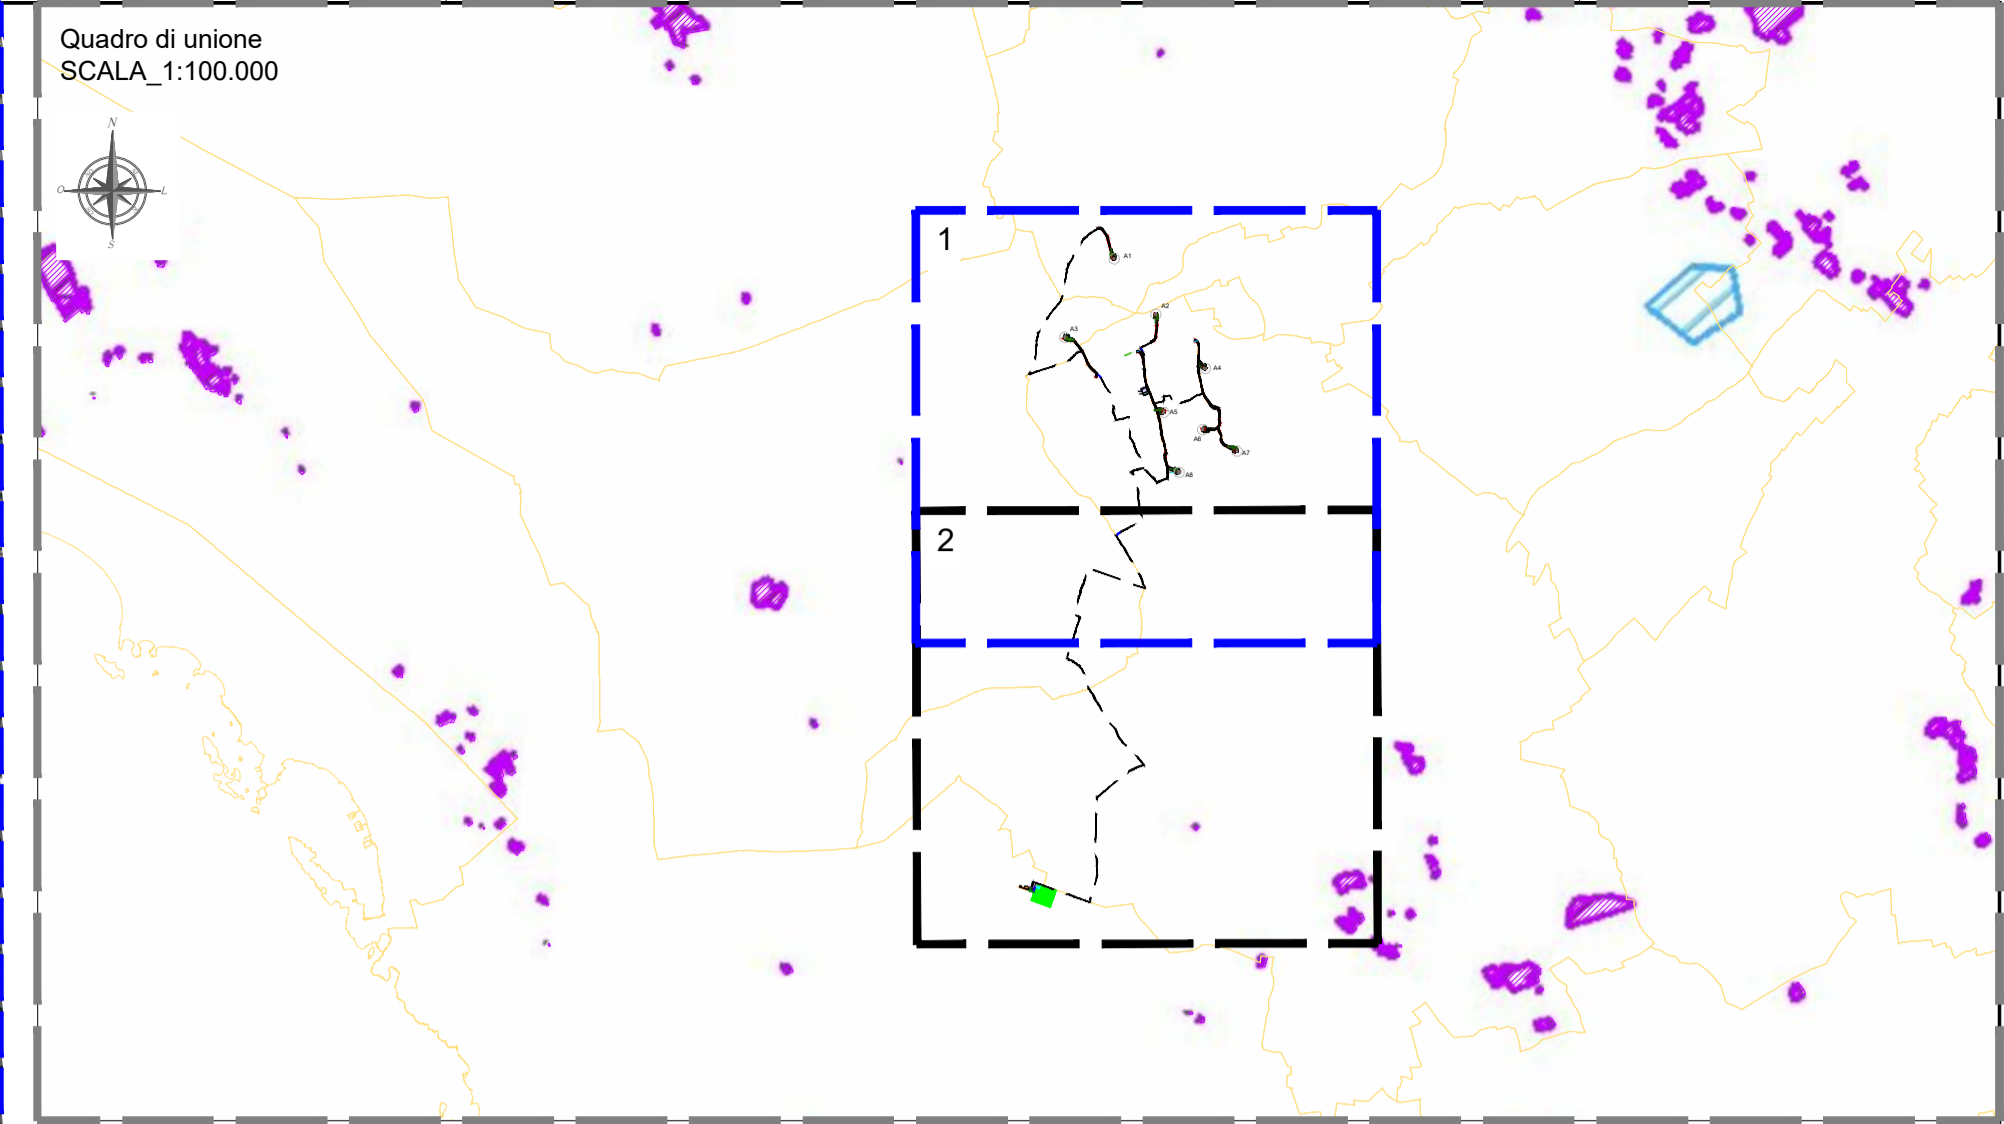 Quadro di unione
SCALA_1:100.000
N
O
L
S
1
A1
A2
A3
A4
A5
A6
A7
A8
2